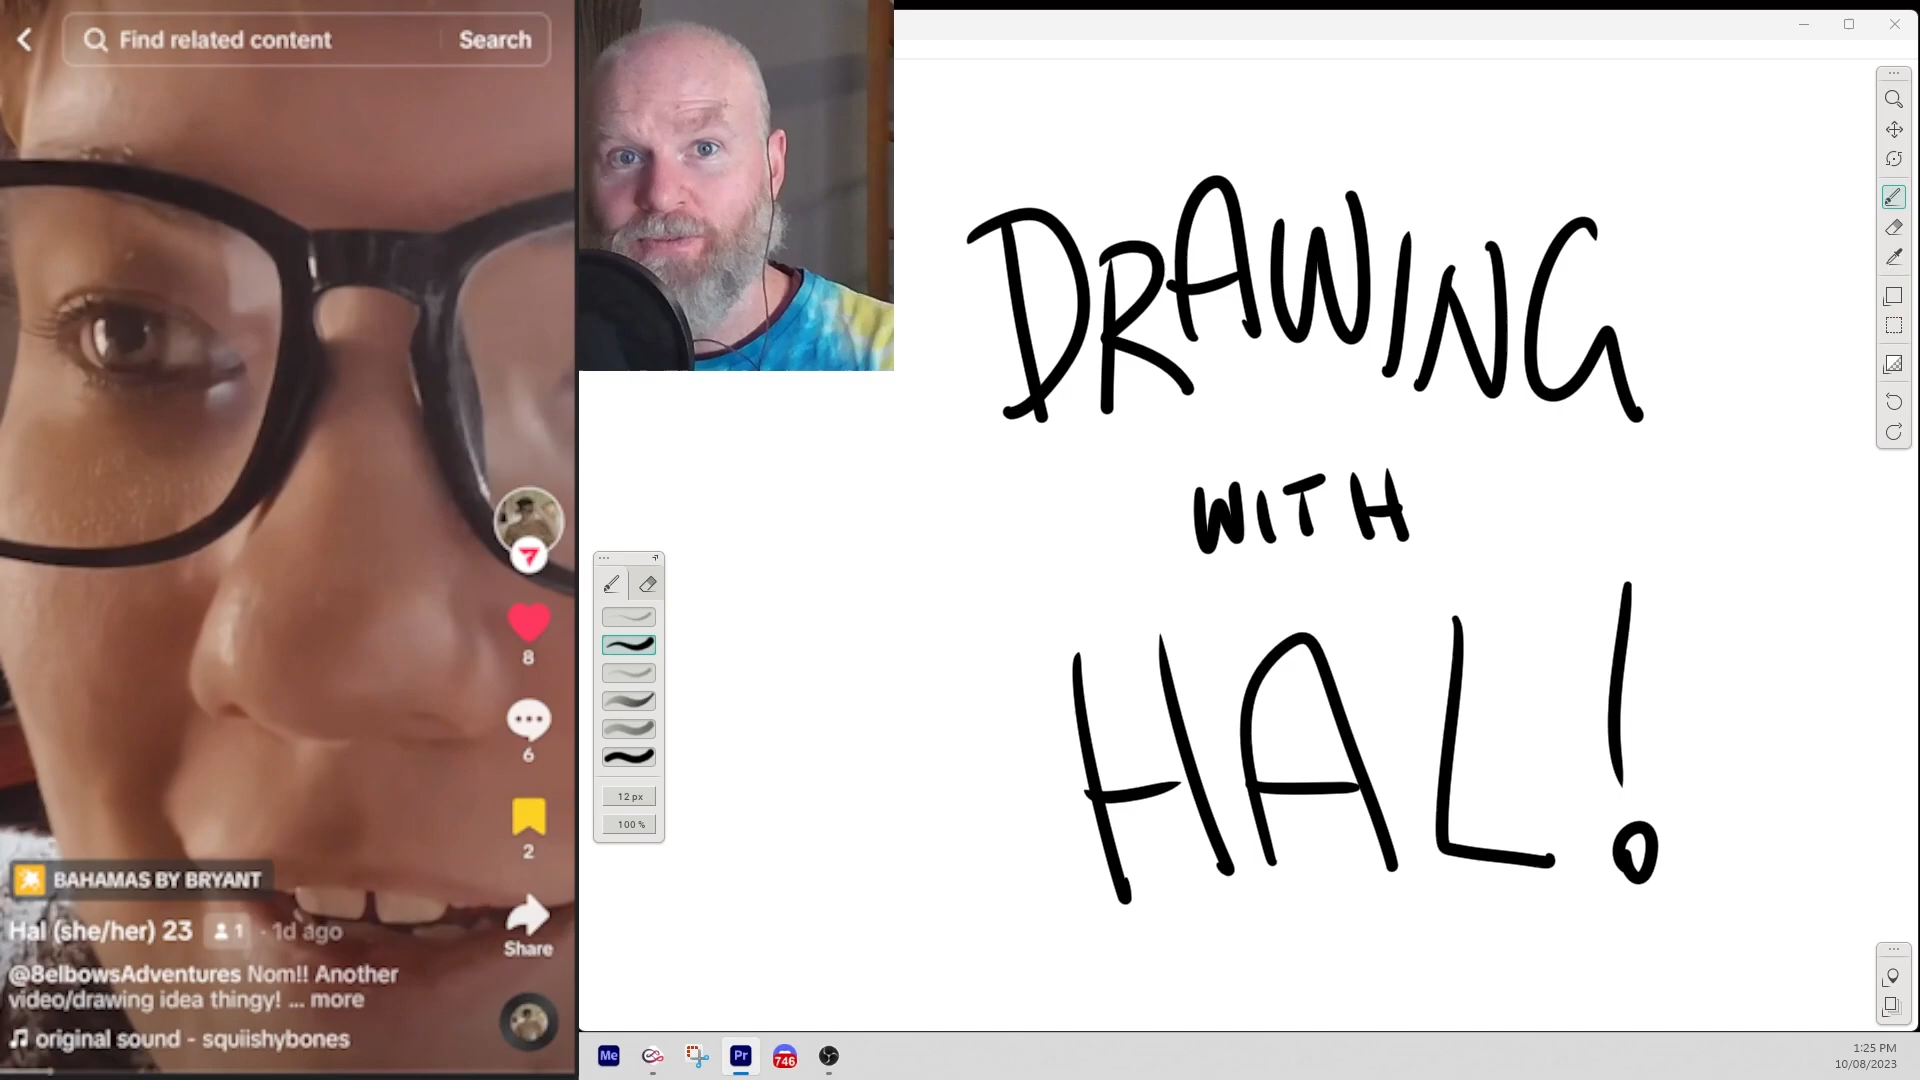 Find related content Search
8
6
2
Share
BAHAMAS BY BRYANT
Hal (she/her) 23 1 · 1d ago
@8elbowsAdventures Nom!! Another
video/drawing idea thingy! ... more
original sound - squiishybones
DRAWING
WITH
HAL!
12 px
100 %
Me Pr 746
1:25 PM
10/08/2023